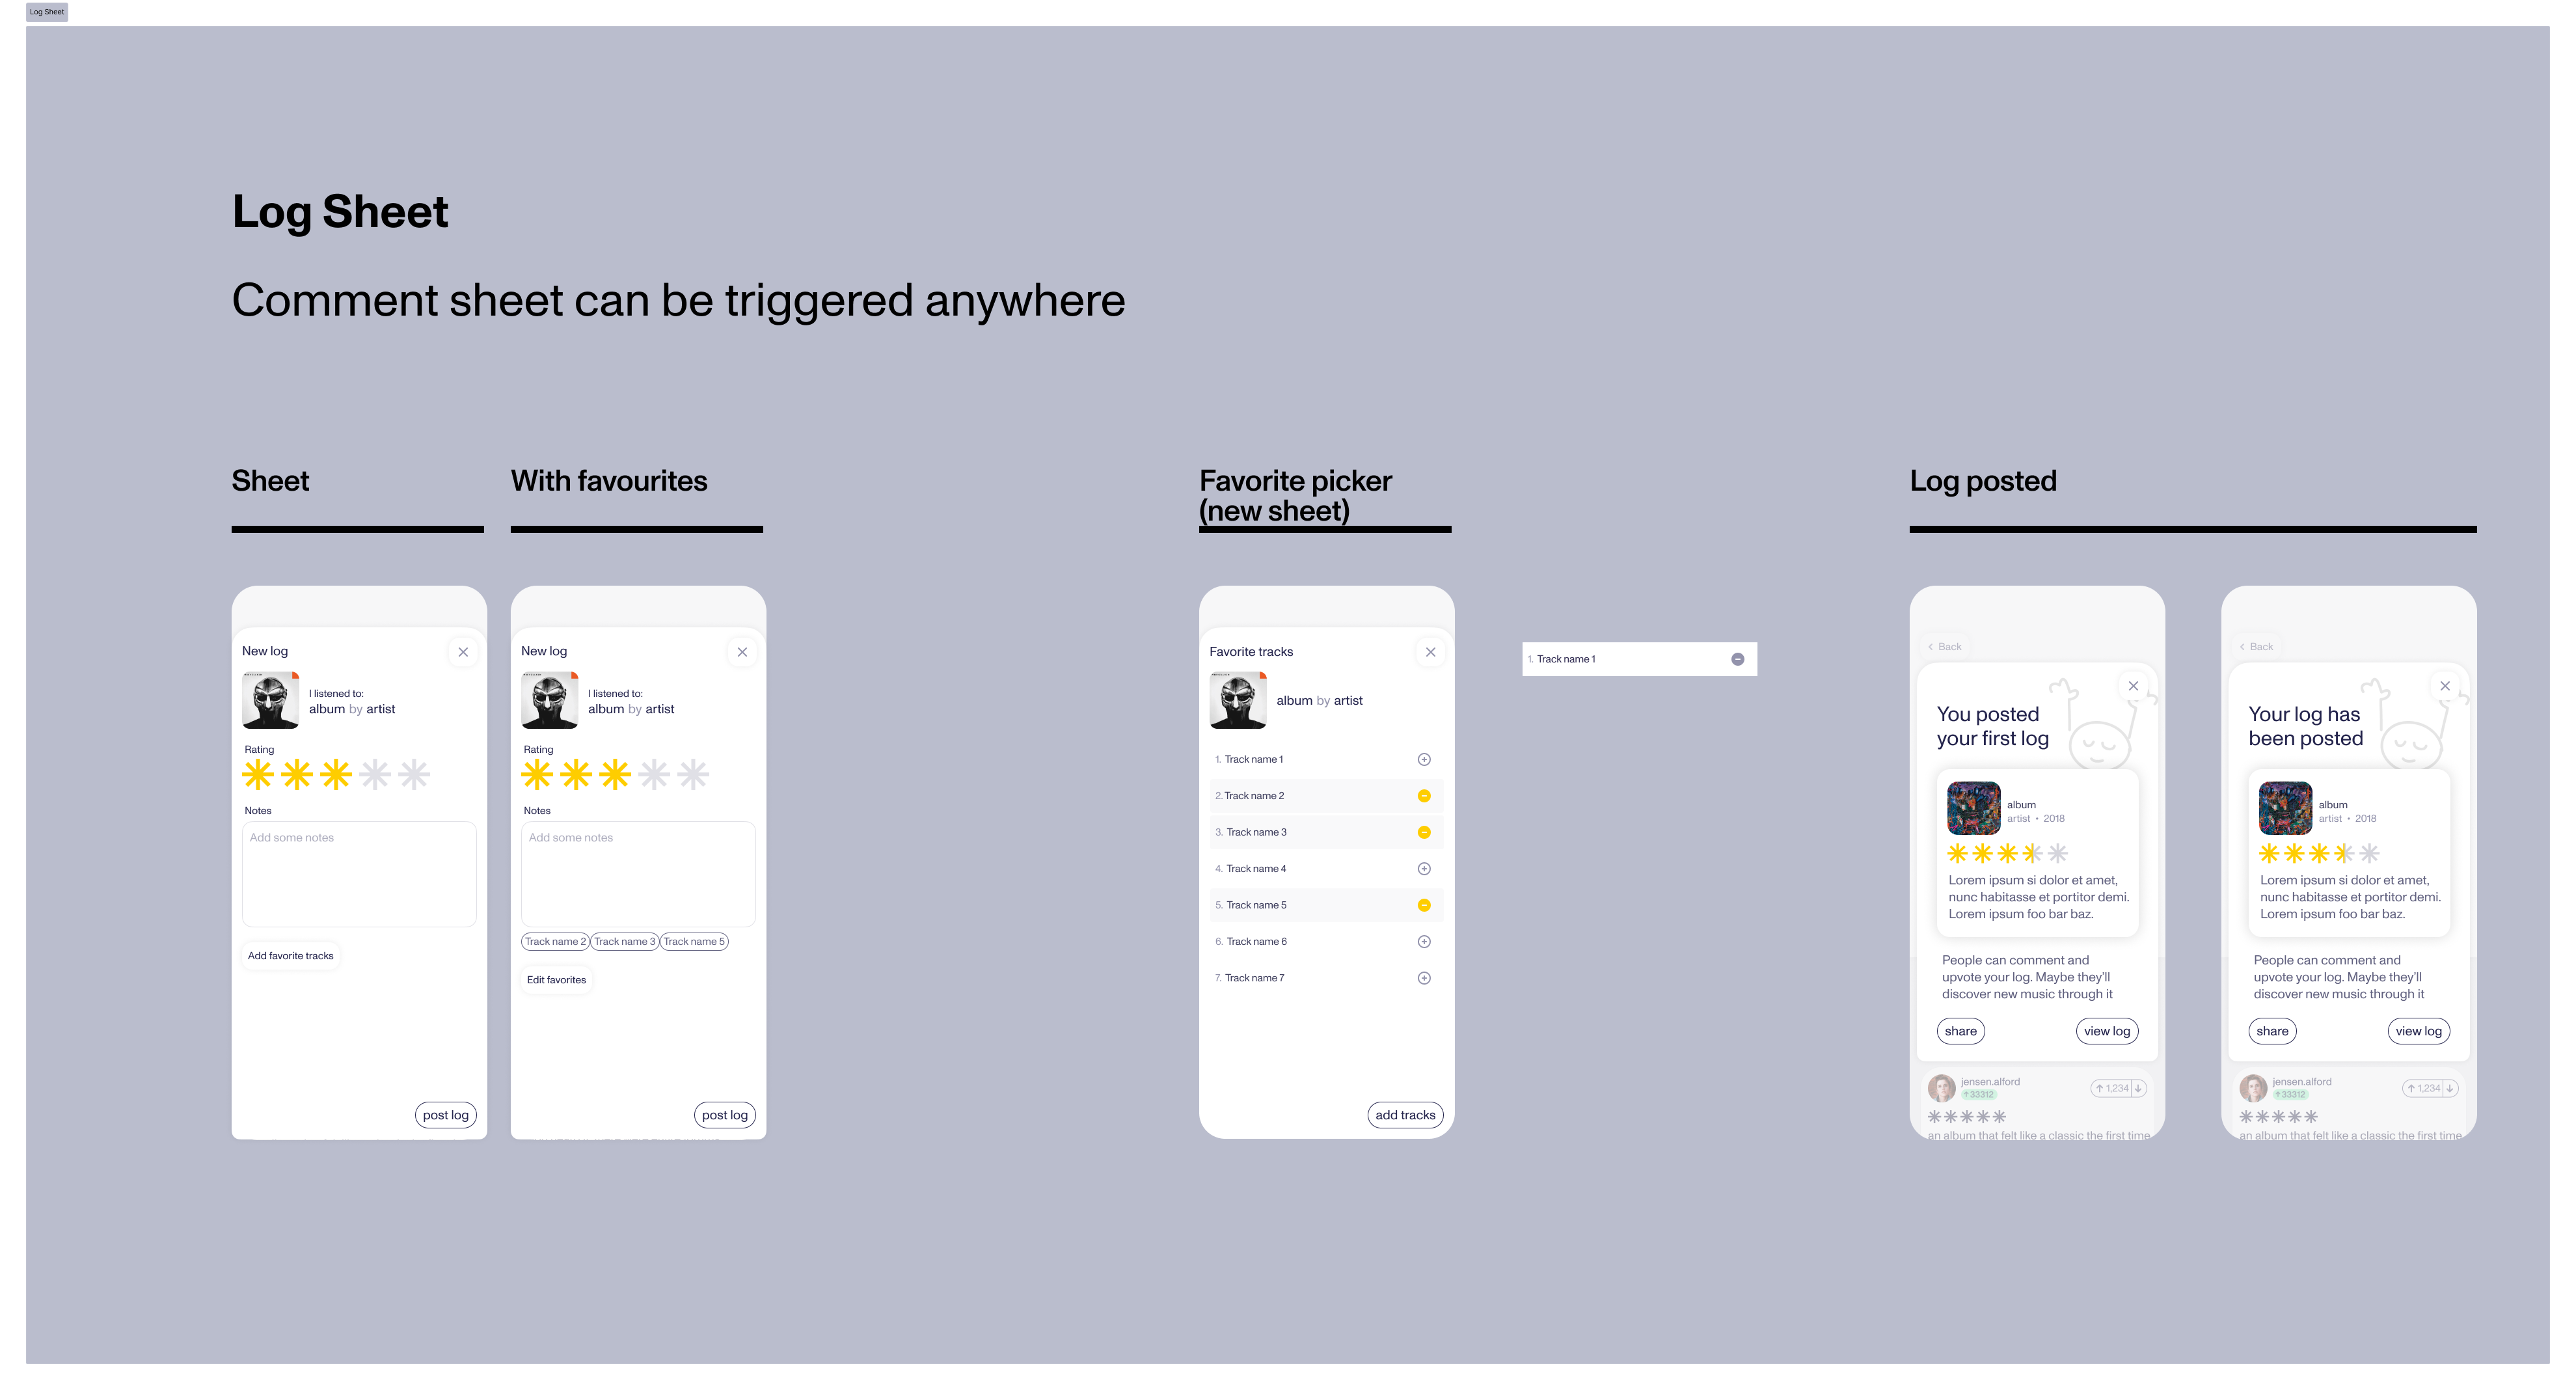 Log Sheet
Log Sheet
Comment sheet can be triggered anywhere
Sheet
New log
I listened to:
album by artist
Rating
Notes
Add some notes
Add favorite tracks
post log
With favourites
New log
I listened to:
album by artist
Rating
Notes
Add some notes
Track name 2 Track name 3 Track name 5
Edit favorites
post log
Favorite picker
(new sheet)
Favorite tracks
album by artist
1. Track name 1
2. Track name 2
3. Track name 3
4. Track name 4
5. Track name 5
6. Track name 6
7. Track name 7
add tracks
1. Track name 1
Log posted
Back
You posted
your first log
album
artist • 2018
Lorem ipsum si dolor et amet,
nunc habitasse et portitor demi.
Lorem ipsum foo bar baz.
People can comment and
upvote your log. Maybe they'll
discover new music through it
share view log
jensen.alford
33312
1,234
an album that felt like a classic the first time
Back
Your log has
been posted
album
artist • 2018
Lorem ipsum si dolor et amet,
nunc habitasse et portitor demi.
Lorem ipsum foo bar baz.
People can comment and
upvote your log. Maybe they'll
discover new music through it
share view log
jensen.alford
33312
1,234
an album that felt like a classic the first time